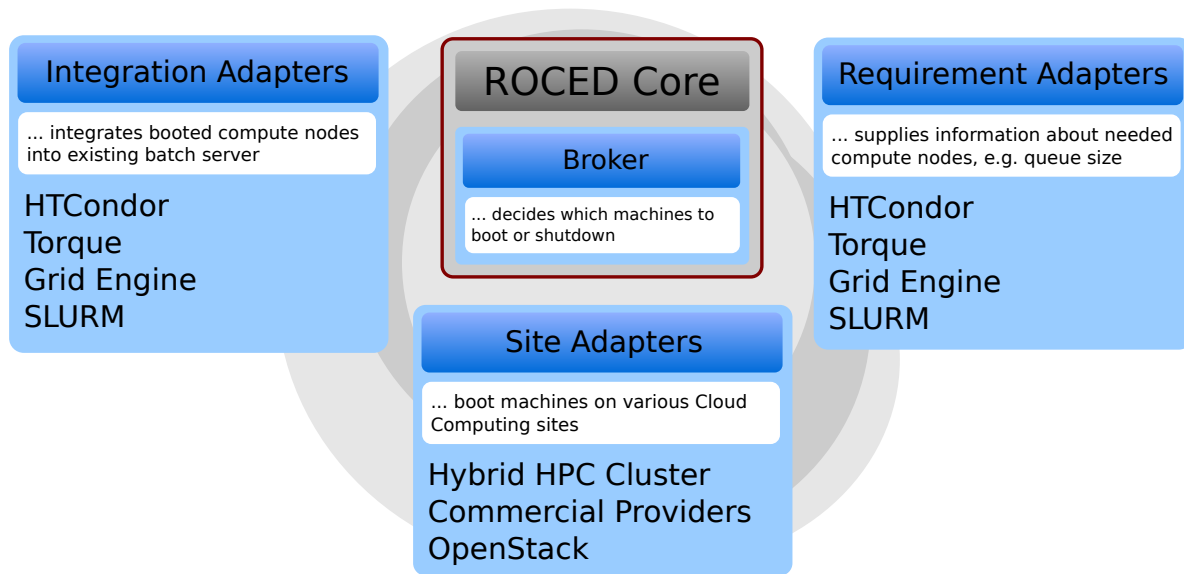 Integration Adapters
... integrates booted compute nodes
into existing batch server
HTCondor
Torque
Grid Engine
SLURM
ROCED Core
Broker
... decides which machines to
boot or shutdown
Requirement Adapters
... supplies information about needed
compute nodes, e.g. queue size
HTCondor
Torque
Grid Engine
SLURM
Site Adapters
... boot machines on various Cloud
Computing sites
Hybrid HPC Cluster
Commercial Providers
OpenStack